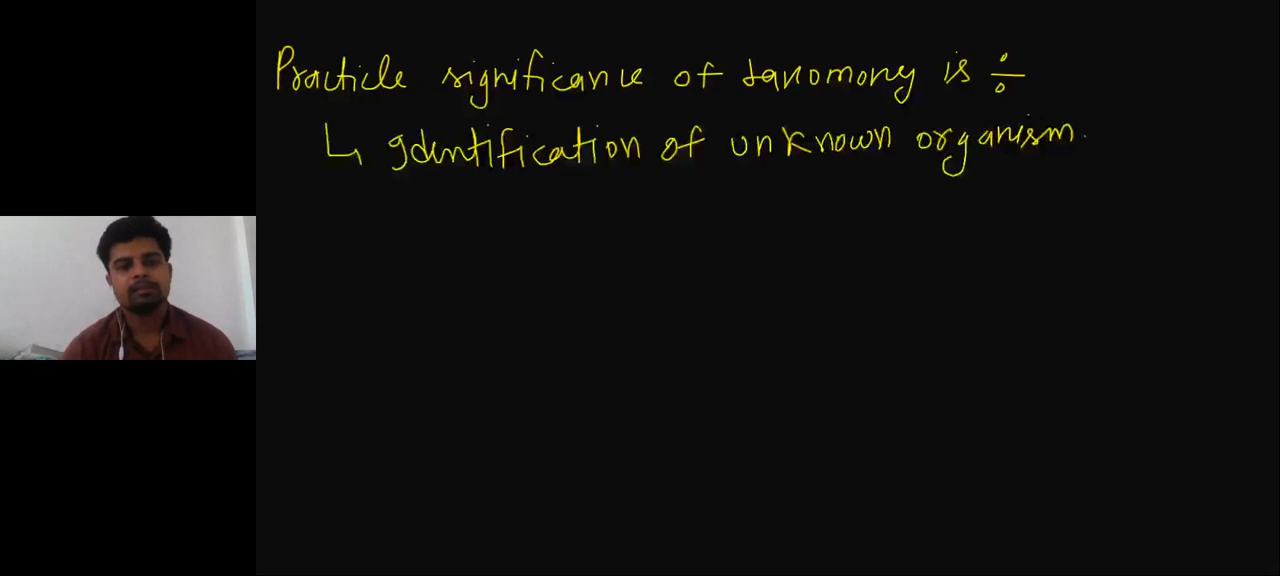 Practicle significance of taxomony is ÷
↳ Identification of unknown organism.